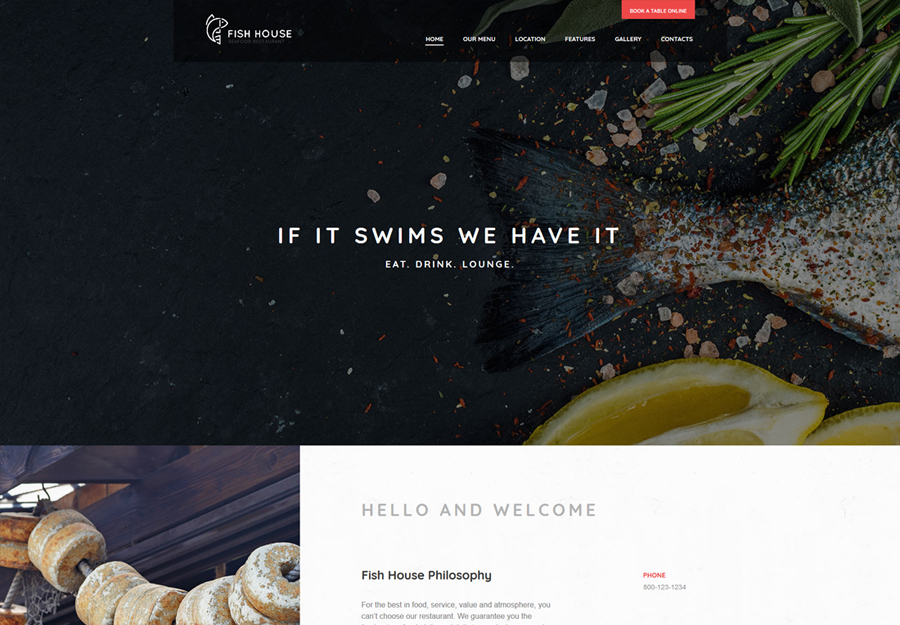 BOOK A TABLE ONLINE
FISH HOUSE
SEAFOOD RESTAURANT
HOME OUR MENU LOCATION FEATURES GALLERY CONTACTS
IF IT SWIMS WE HAVE IT
EAT. DRINK. LOUNGE.
HELLO AND WELCOME
Fish House Philosophy
PHONE
800-123-1234
For the best in food, service, value and atmosphere, you
can't choose our restaurant. We guarantee you the